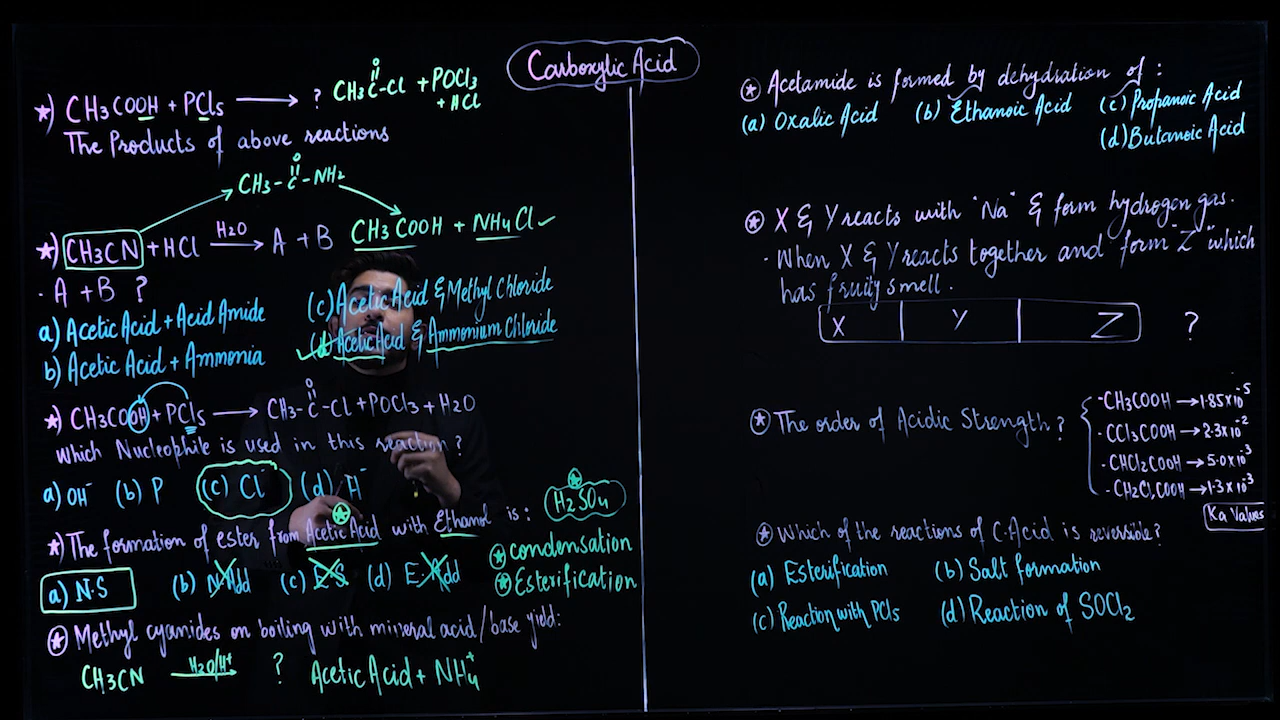 Carboxylic Acid
*) CH3COOH + PCl5 ⟶ ? CH3-C-Cl + POCl3
O
+ HCl
The Products of above reactions
O
CH3 - C - NH2
*) CH3CN + HCl H2O⟶ A + B CH3COOH + NH4Cl ✓
. A + B ?
a) Acetic Acid + Acid Amide
(c) Acetic Acid & Methyl Chloride
b) Acetic Acid + Ammonia
✓(d) Acetic Acid & Ammonium Chloride
O
*) CH3COOH + PCl5 ⟶ CH3 - C - Cl + POCl3 + H2O
Which Nucleophile is used in this reaction ?
a) OH⁻ (b) P (c) Cl⁻ (d) H⁻
H2SO4
*) The formation of ester from Acetic Acid with Ethanol is :
a) N.S (b) N.Add (c) E.S (d) E.Add
* condensation
* Esterification
* Methyl cyanides on boiling with mineral acid/base yield:
CH3CN H2O/H+⟶ ? Acetic Acid + NH4+
* Acetamide is formed by dehydration of :
(a) Oxalic Acid (b) Ethanoic Acid (c) Propanoic Acid
(d) Butanoic Acid
* X & Y reacts with "Na" & form hydrogen gas.
. When X & Y reacts together and form "Z" which
has fruity smell .
X Y Z ?
* The order of Acidic Strength ?
- CH3COOH → 1.85×10⁻⁵
- CCl3COOH → 2.3×10⁻²
- CHCl2COOH → 5.0×10⁻³
- CH2Cl,COOH → 1.3×10⁻³
Ka Values
* Which of the reactions of C.Acid is reversible?
(a) Esterification (b) Salt formation
(c) Reaction with PCl5 (d) Reaction of SOCl2